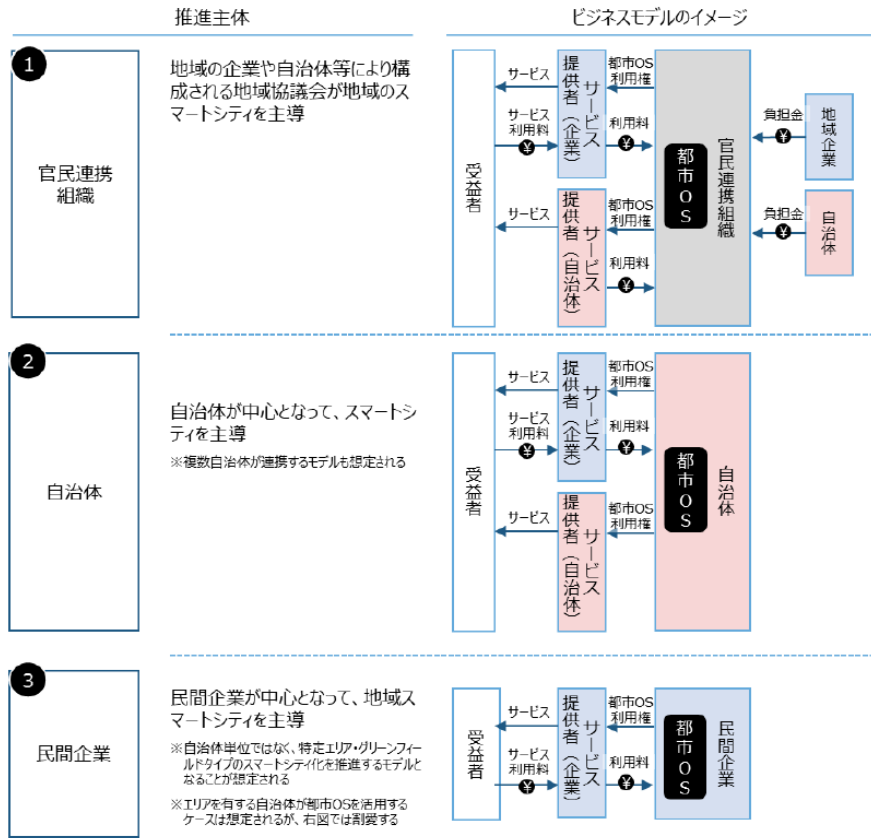 推進主体
ビジネスモデルのイメージ
1
官民連携
組織
地域の企業や自治体等により構
成される地域協議会が地域のス
マートシティを主導
受益者
サービス
サービス
利用料
¥
サービス
提供者（企業）
都市OS
利用権
利用料
¥
サービス
サービス
提供者（自治体）
都市OS
利用権
利用料
¥
都市OS
官民連携組織
負担金
¥
地域企業
負担金
¥
自治体
2
自治体
自治体が中心となって、スマートシ
ティを主導
※複数自治体が連携するモデルも想定される
受益者
サービス
サービス
利用料
¥
サービス
提供者（企業）
都市OS
利用権
利用料
¥
サービス
サービス
提供者（自治体）
都市OS
利用権
都市OS
自治体
3
民間企業
民間企業が中心となって、地域ス
マートシティを主導
※自治体単位ではなく、特定エリア・グリーンフィー
ルドタイプのスマートシティ化を推進するモデルと
なることが想定される
※エリアを有する自治体が都市OSを活用する
ケースは想定されるが、右図では割愛する
受益者
サービス
サービス
利用料
¥
サービス
提供者（企業）
都市OS
利用権
利用料
¥
都市OS
民間企業